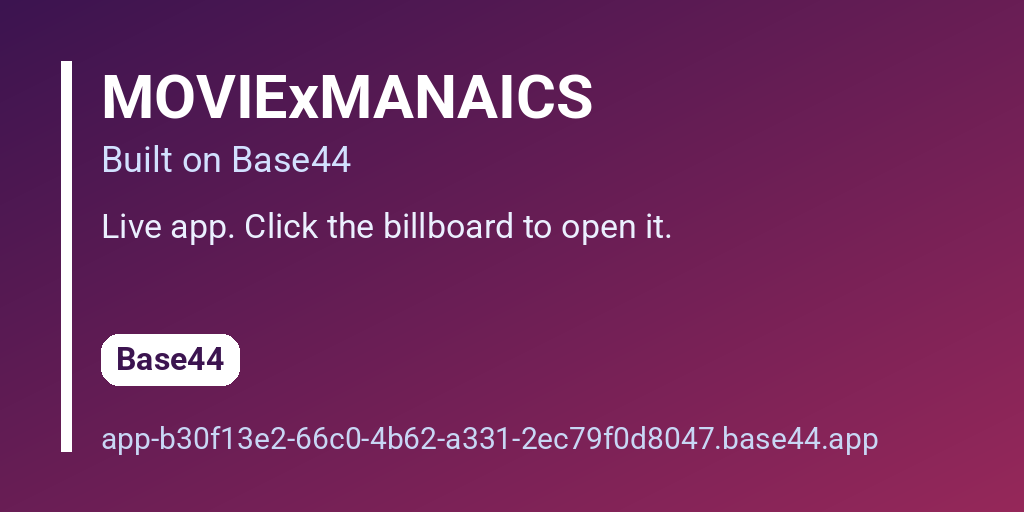 MOVIExMANAICS
Built on Base44
Live app. Click the billboard to open it.
Base44
app-b30f13e2-66c0-4b62-a331-2ec79f0d8047.base44.app